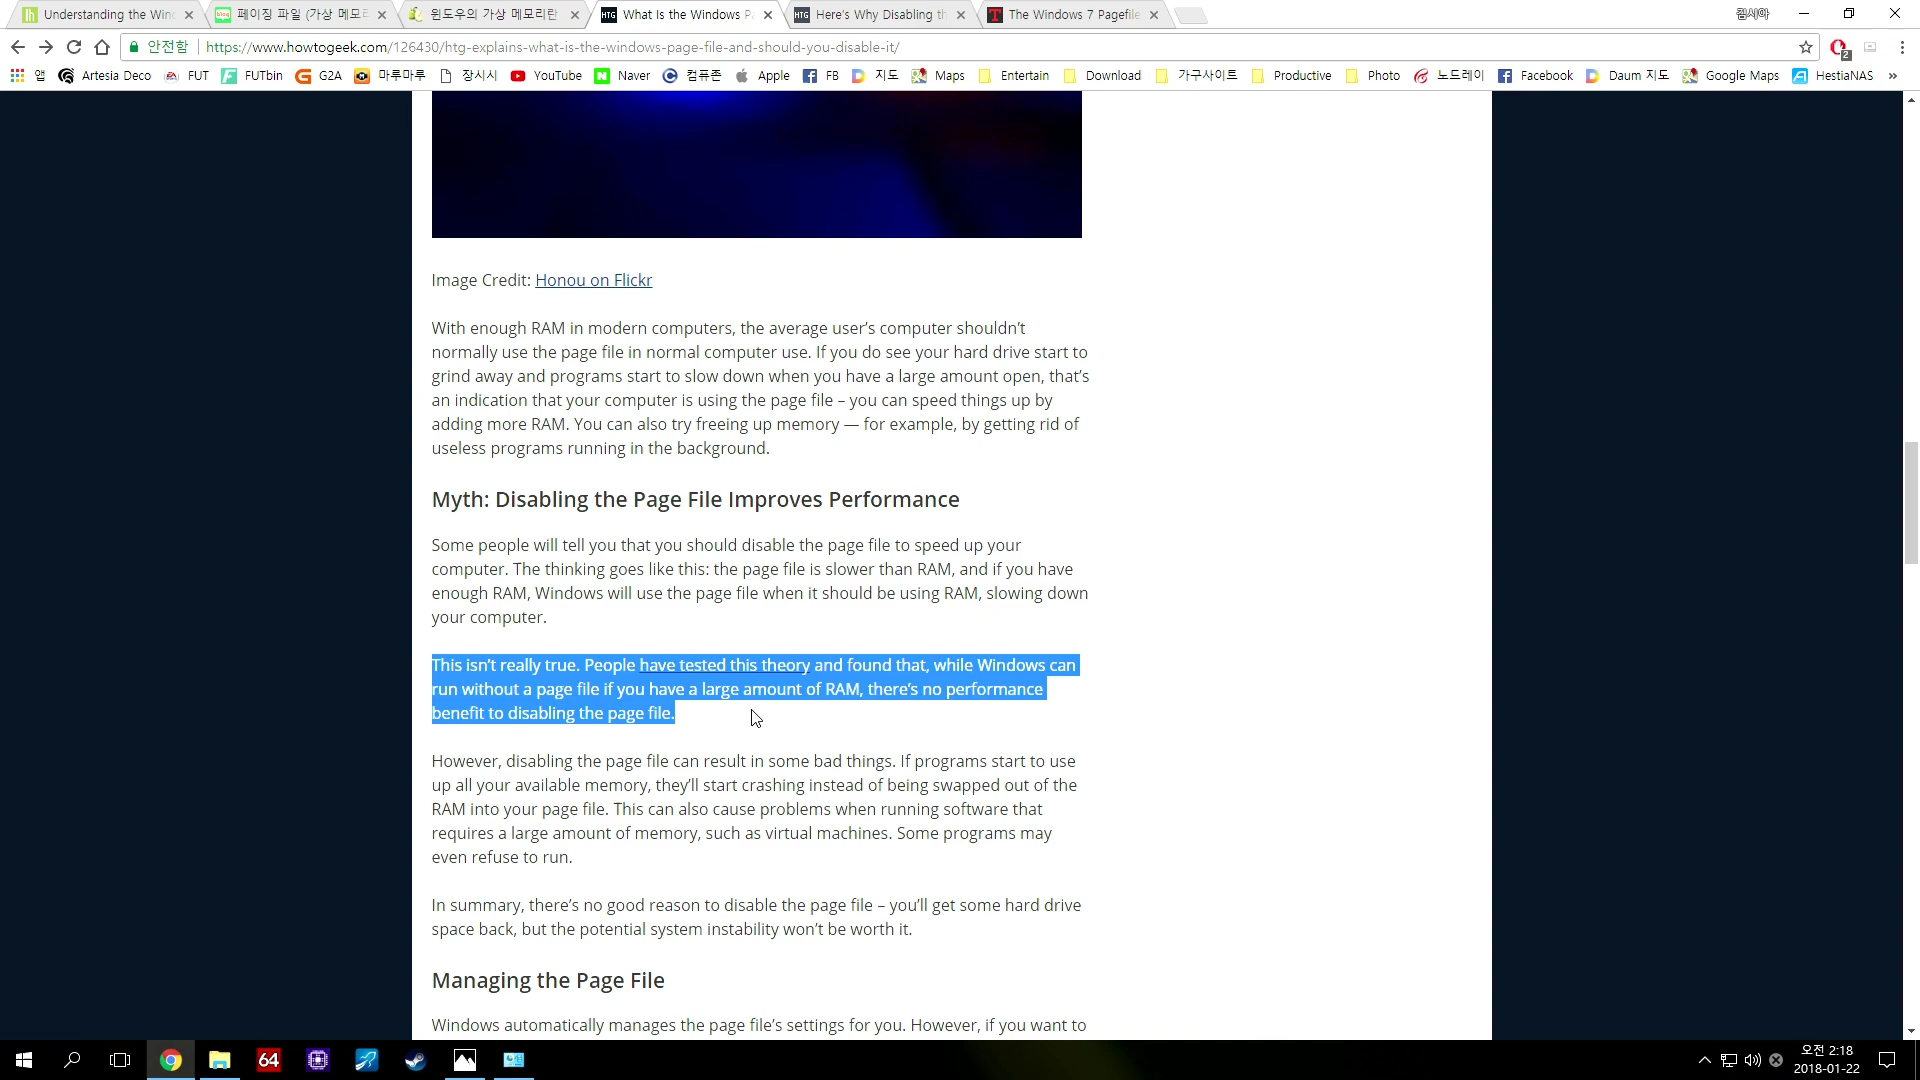 Understanding the Winc
페이징 파일 (가상 메모리
윈도우의 가상 메모리란
What Is the Windows P
Here's Why Disabling th
The Windows 7 Pagefile
안전함
https://www.howtogeek.com/126430/htg-explains-what-is-the-windows-page-file-and-should-you-disable-it/
앱 Artesia Deco FUT FUTbin G2A 마루마루 장시시 YouTube Naver 컴퓨존 Apple FB 지도 Maps Entertain Download 가구사이트 Productive Photo 노드레이 Facebook Daum 지도 Google Maps HestiaNAS »
Image Credit: Honou on Flickr
With enough RAM in modern computers, the average user's computer shouldn't
normally use the page file in normal computer use. If you do see your hard drive start to
grind away and programs start to slow down when you have a large amount open, that's
an indication that your computer is using the page file – you can speed things up by
adding more RAM. You can also try freeing up memory — for example, by getting rid of
useless programs running in the background.
Myth: Disabling the Page File Improves Performance
Some people will tell you that you should disable the page file to speed up your
computer. The thinking goes like this: the page file is slower than RAM, and if you have
enough RAM, Windows will use the page file when it should be using RAM, slowing down
your computer.
This isn't really true. People have tested this theory and found that, while Windows can
run without a page file if you have a large amount of RAM, there's no performance
benefit to disabling the page file.
However, disabling the page file can result in some bad things. If programs start to use
up all your available memory, they'll start crashing instead of being swapped out of the
RAM into your page file. This can also cause problems when running software that
requires a large amount of memory, such as virtual machines. Some programs may
even refuse to run.
In summary, there's no good reason to disable the page file – you'll get some hard drive
space back, but the potential system instability won't be worth it.
Managing the Page File
Windows automatically manages the page file's settings for you. However, if you want to
64
오전 2:18
2018-01-22